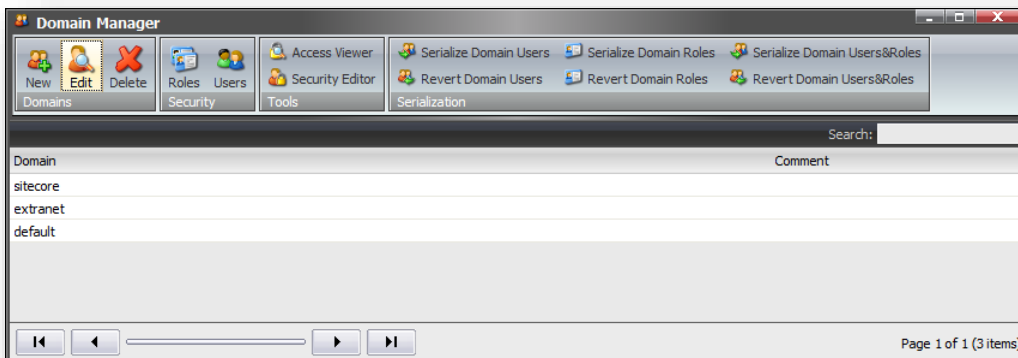 Domain Manager
New Edit Delete Roles Users Access Viewer Serialize Domain Users Serialize Domain Roles Serialize Domain Users&Roles
Security Editor Revert Domain Users Revert Domain Roles Revert Domain Users&Roles
Domains Security Tools Serialization
Search:
Domain Comment
sitecore
extranet
default
Page 1 of 1 (3 items)